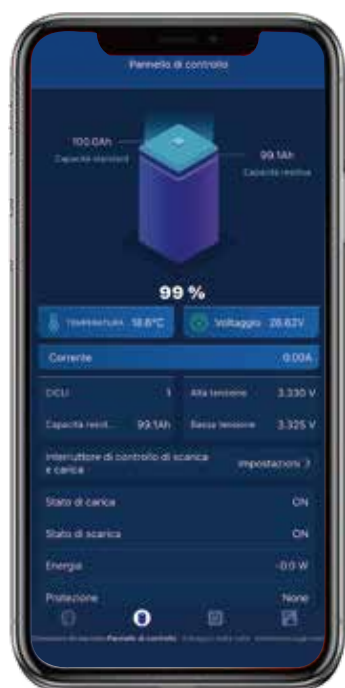 Pannello di controllo
100.0Ah
Capacità standard
99.1Ah
Capacità residua
99 %
TEMPERATURA 18.6°C
Voltaggio 26.62V
Corrente 0.00A
CICLI 1
Alta tensione 3.330 V
Capacità resid... 99.1Ah
Bassa tensione 3.325 V
Interruttore di controllo di scarica e carica
Impostazioni >
Stato di carica ON
Stato di scarica ON
Energia -0.0 W
Protezione None
Pannello di controllo